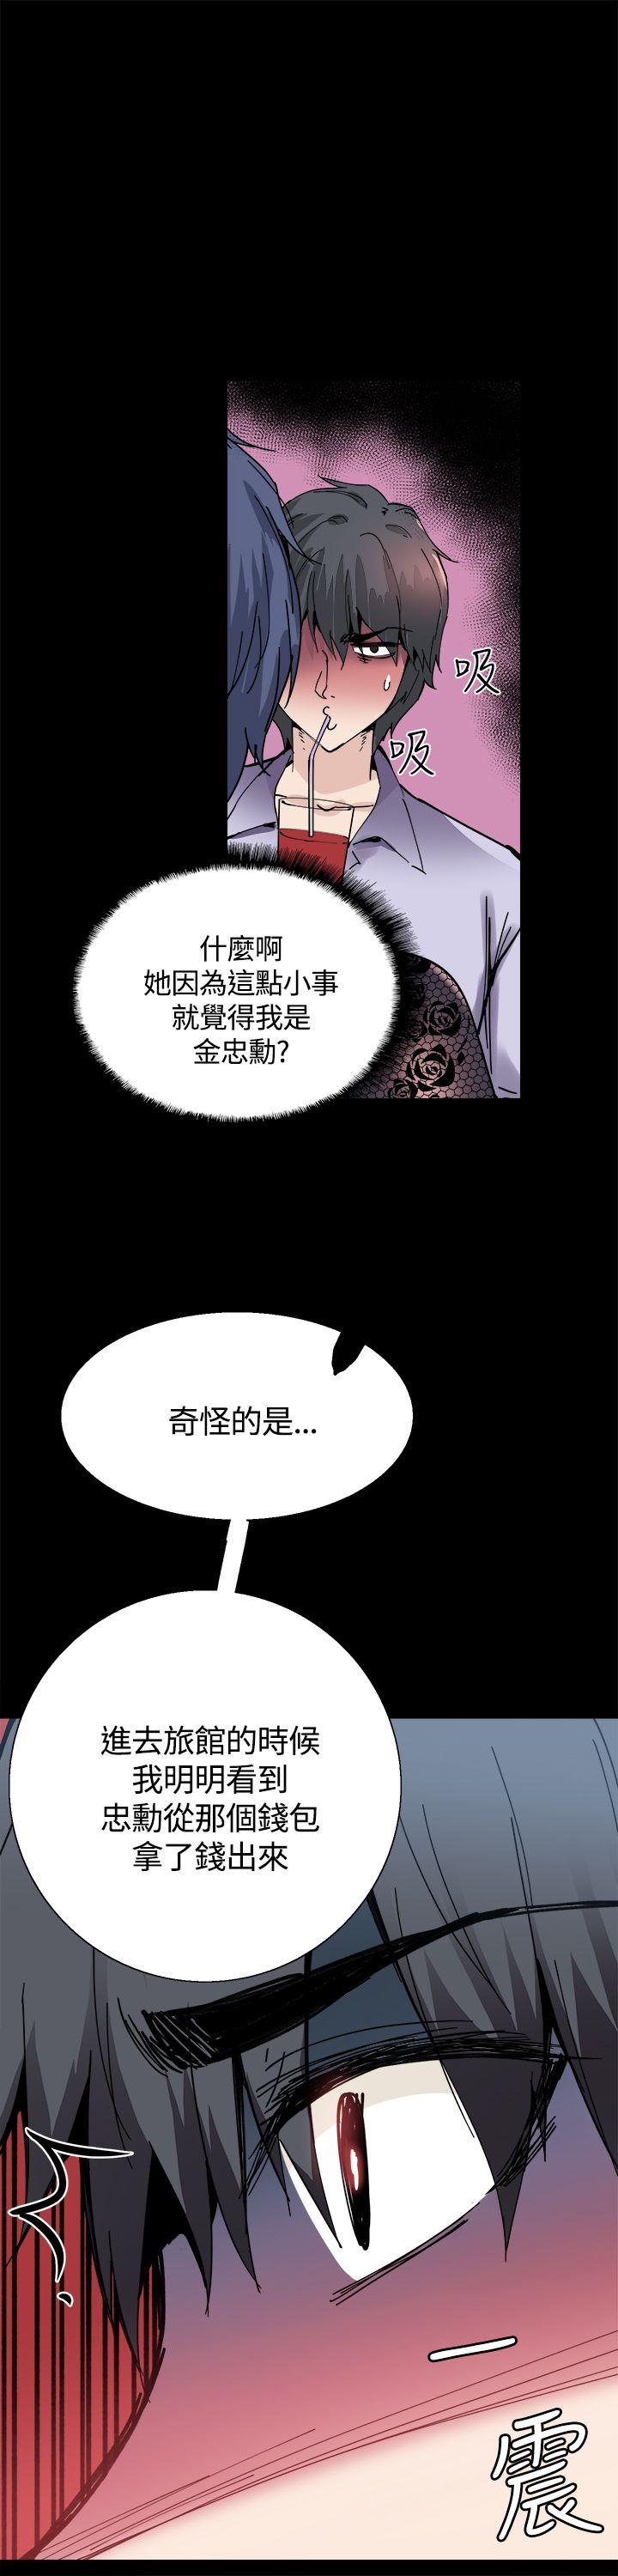 吸
吸
什麼啊
她因為這點小事
就覺得我是
金忠勳?
奇怪的是...
進去旅館的時候
我明明看到
忠勳從那個錢包
拿了錢出來
震